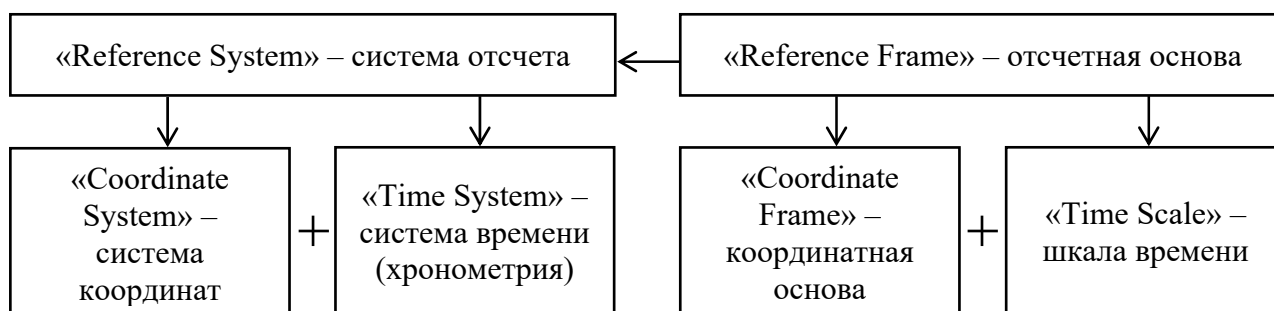 «Reference System» – система отсчета
«Reference Frame» – отсчетная основа
«Coordinate
System» –
система
координат
+
«Time System» –
система времени
(хронометрия)
«Coordinate
Frame» –
координатная
основа
+
«Time Scale» –
шкала времени